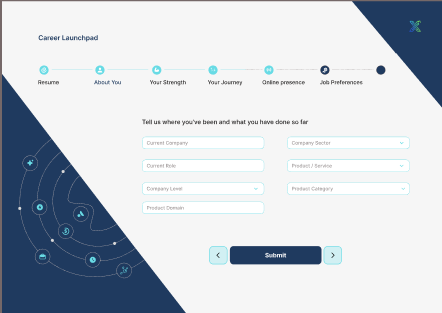 Career Launchpad
Resume
About You
Your Strength
Your Journey
Online presence
Job Preferences
Tell us where you've been and what you have done so far
Current Company
Company Sector
Current Role
Product / Service
Company Level
Product Category
Product Domain
Submit